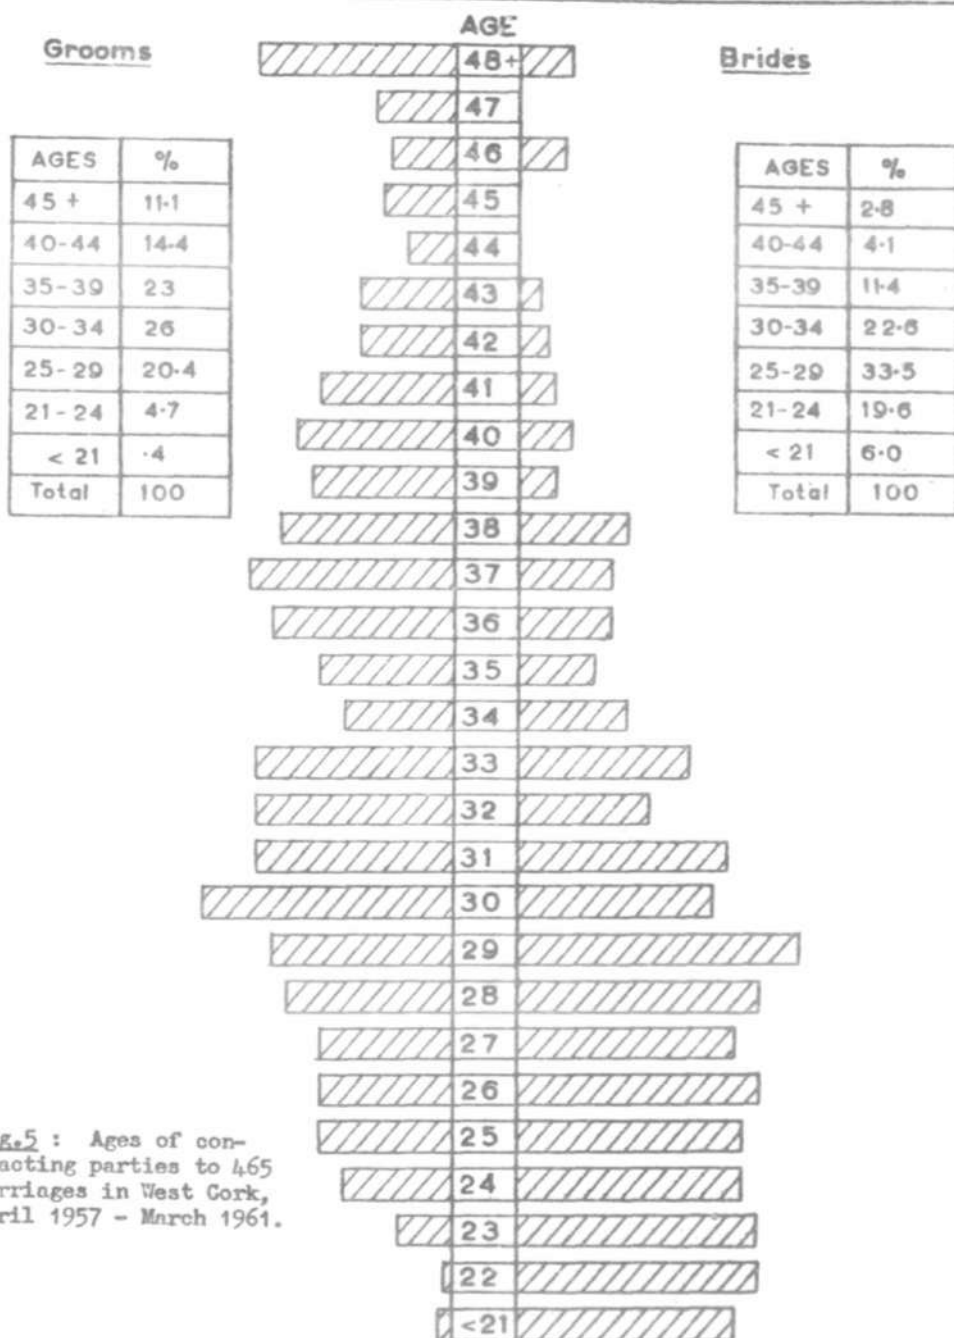 AGE
Grooms
Brides
AGES %
45 + 11·1
40-44 14·4
35-39 23
30-34 26
25-29 20·4
21-24 4·7
< 21 ·4
Total 100
AGES %
45 + 2·8
40-44 4·1
35-39 11·4
30-34 22·6
25-29 33·5
21-24 19·6
< 21 6·0
Total 100
48+
47
46
45
44
43
42
41
40
39
38
37
36
35
34
33
32
31
30
29
28
27
26
25
24
23
22
<21
g.5 : Ages of con-
acting parties to 465
rriages in West Cork,
ril 1957 - March 1961.